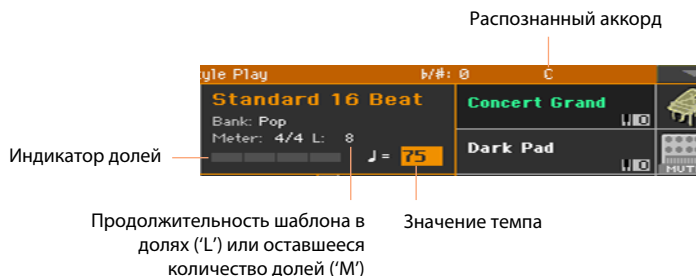 Распознанный аккорд
yle Play ♭/#: 0 C
Standard 16 Beat
Concert Grand
Bank: Pop
Meter: 4/4 L: 8
Dark Pad
Индикатор долей
♩= 75
MUT
Продолжительность шаблона в
долях (‘L’) или оставшееся
количество долей (‘M’)
Значение темпа